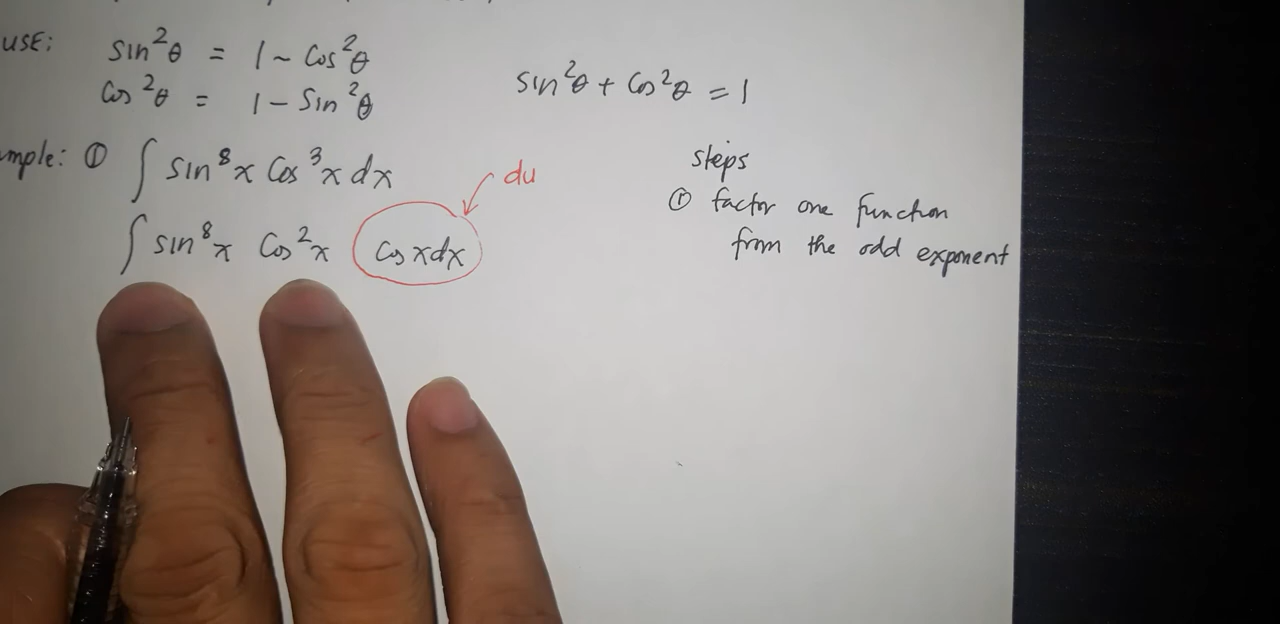 USE: sin²θ = 1 - Cos²θ
Cos²θ = 1 - Sin²θ
sin²θ + Cos²θ = 1
mple: ① ∫ sin⁸x Cos³x dx
du
∫ sin⁸x Cos²x Cos x dx
steps
① factor one function
from the odd exponent